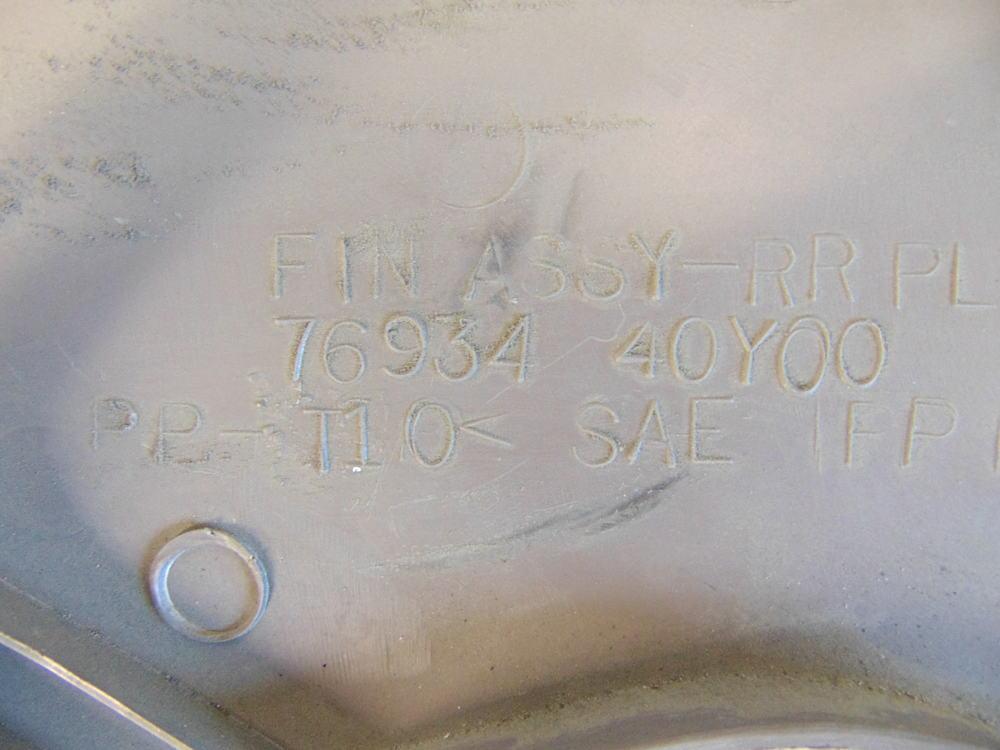 FIN ASSY-RR PL
76934 40Y00
PP-T10< SAE IFP